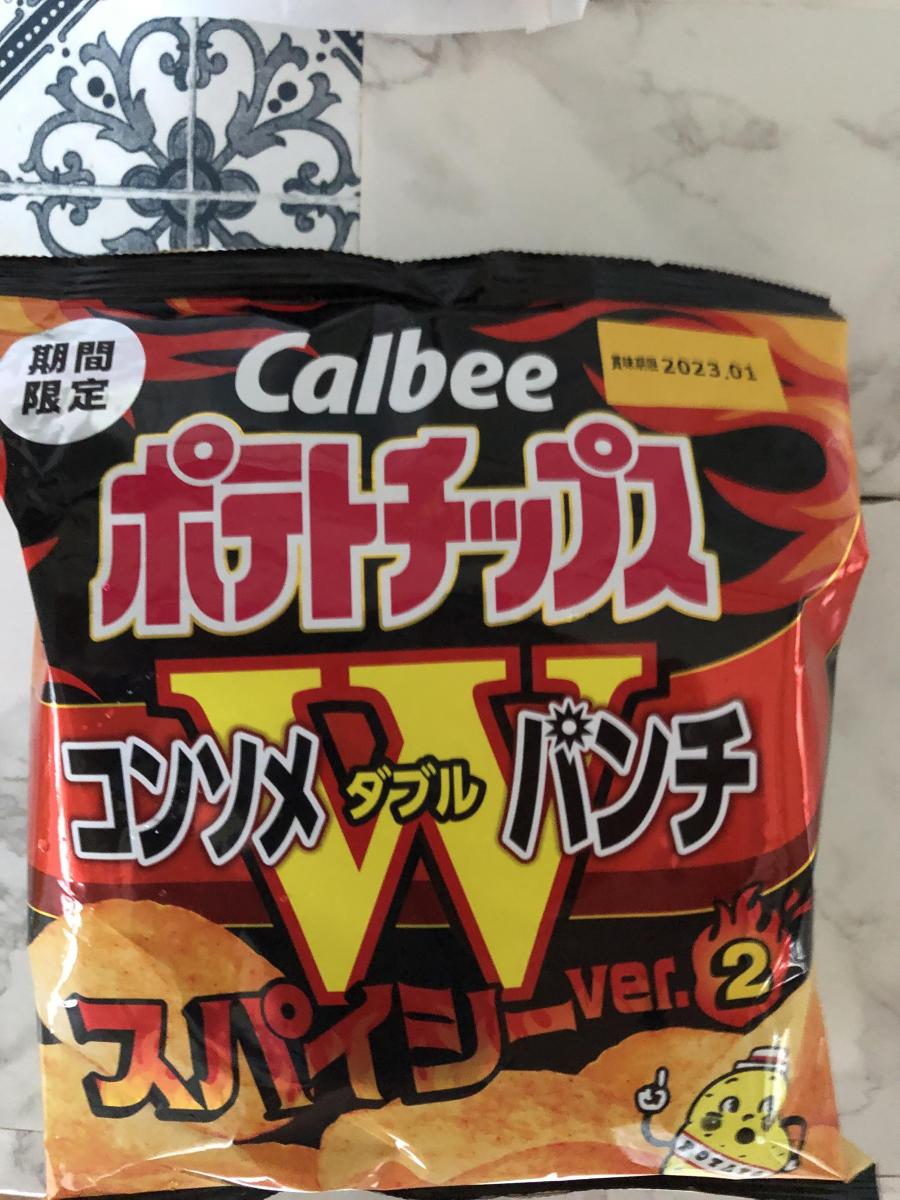 期間
限定
Calbee
賞味期限 2023.01
ポテトチップス
W
コンソメ ダブル パンチ
スパイシー ver.2